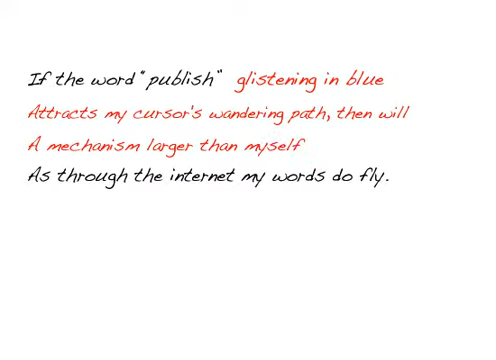 If the word "publish" glistening in blue
Attracts my cursor's wandering path, then will
A mechanism larger than myself
As through the internet my words do fly.